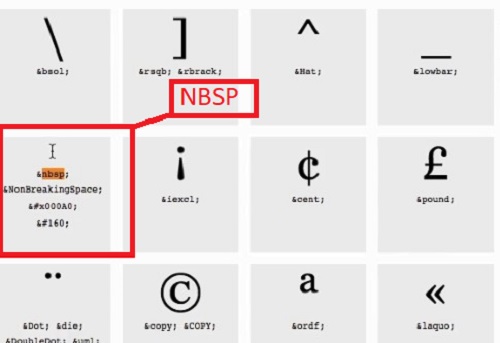 \ ] ^ _
&bsol; &rsqb; &rbrack; &Hat; &lowbar;
NBSP
¡ ¢ £
&nbsp; &iexcl; &cent; &pound;
&NonBreakingSpace;
&#x000A0;
&#160;
¨ © ª «
&Dot; &die; &copy; &COPY; &ordf; &laquo;
&DoubleDot; &uml;